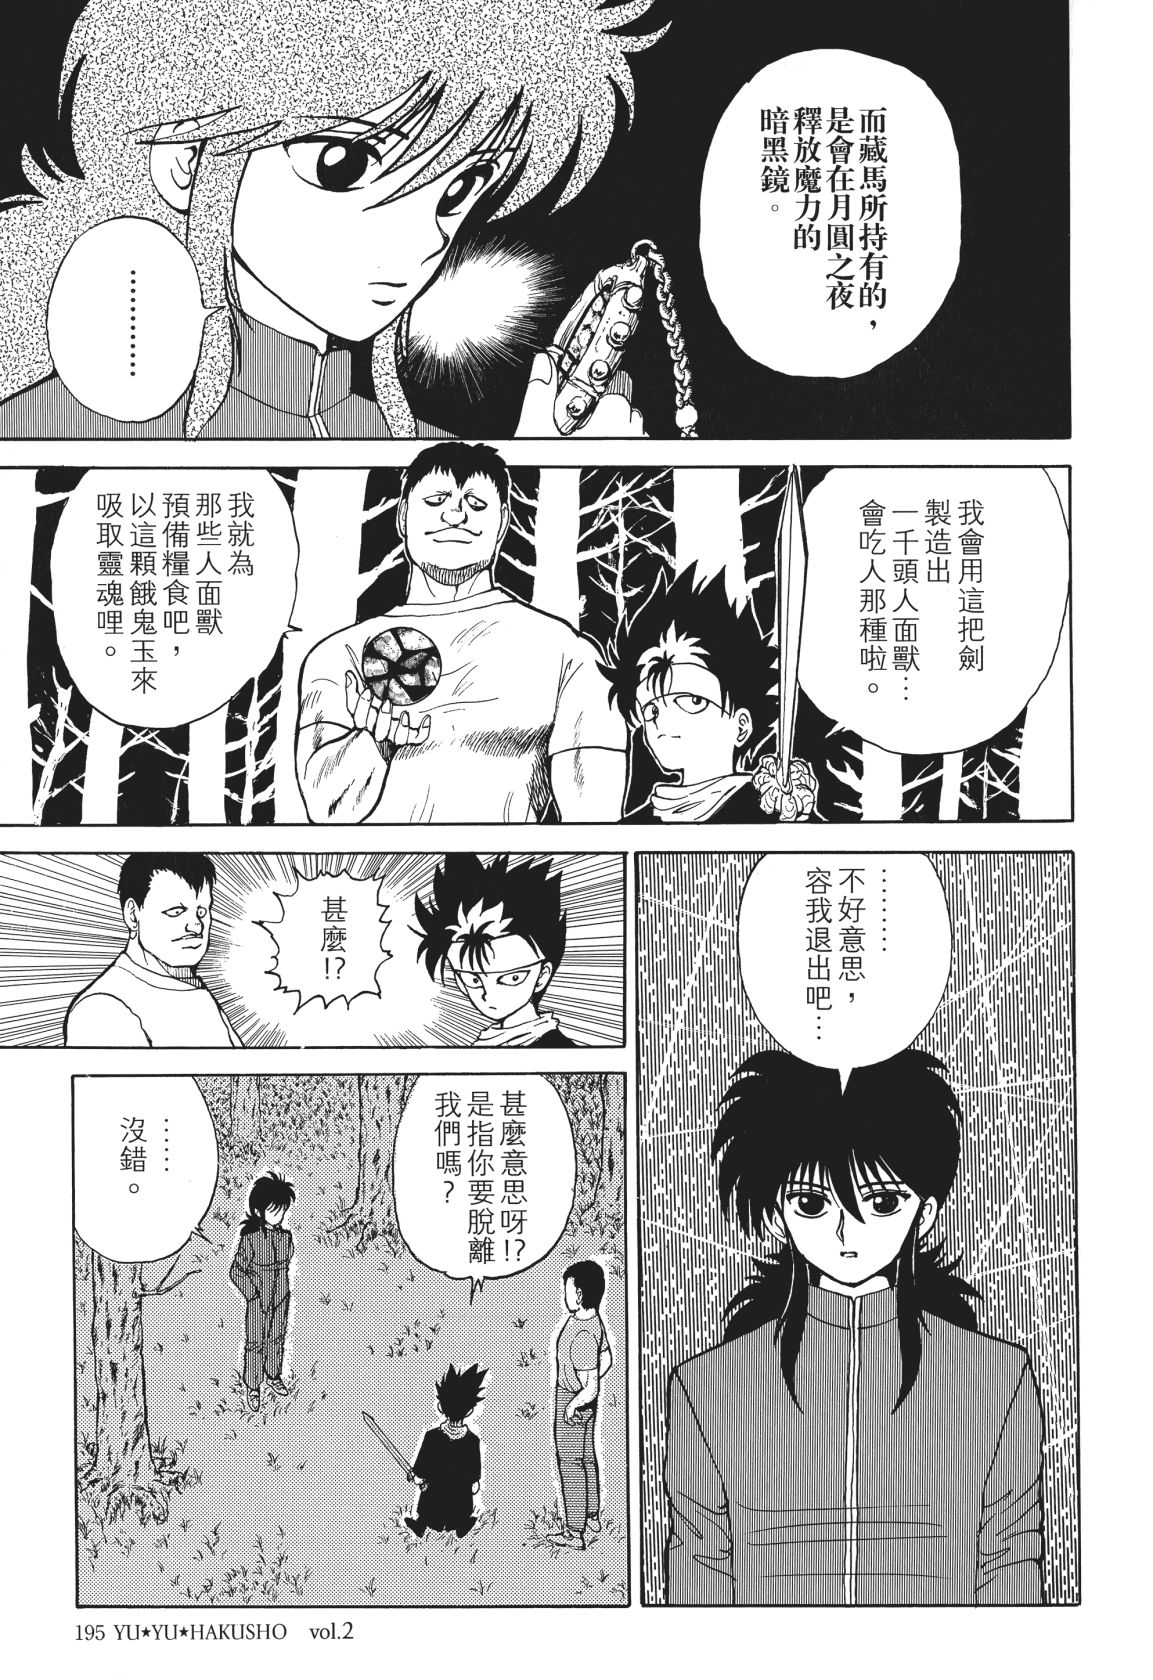 而藏馬所持有的，
是會在月圓之夜
釋放魔力的
暗黑鏡。
…………
我會用這把劍
製造出
一千頭人面獸…
會吃人那種啦。
我就為
那些人面獸
預備糧食吧，
以這顆餓鬼玉來
吸取靈魂哩。
………
不好意思，
容我退出吧…
甚麼!?
甚麼意思呀!?
是指你要脫離
我們嗎？
……
沒錯。
195 YU★YU★HAKUSHO vol.2